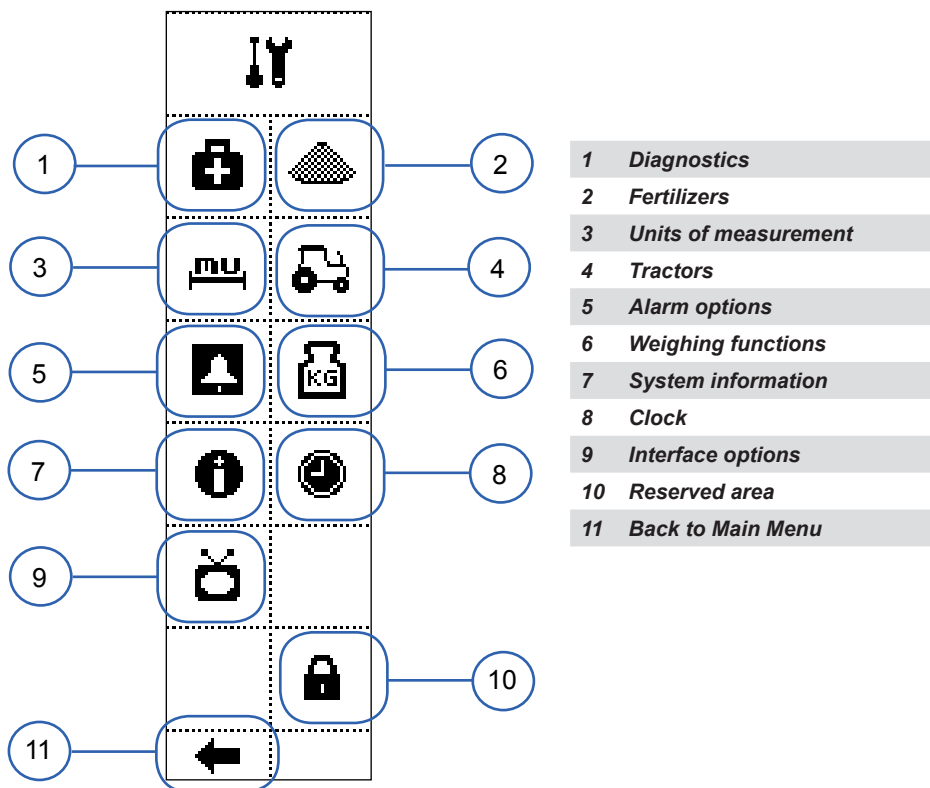 1
2
3
mu
4
5
6
KG
7
8
9
10
11
1 Diagnostics
2 Fertilizers
3 Units of measurement
4 Tractors
5 Alarm options
6 Weighing functions
7 System information
8 Clock
9 Interface options
10 Reserved area
11 Back to Main Menu